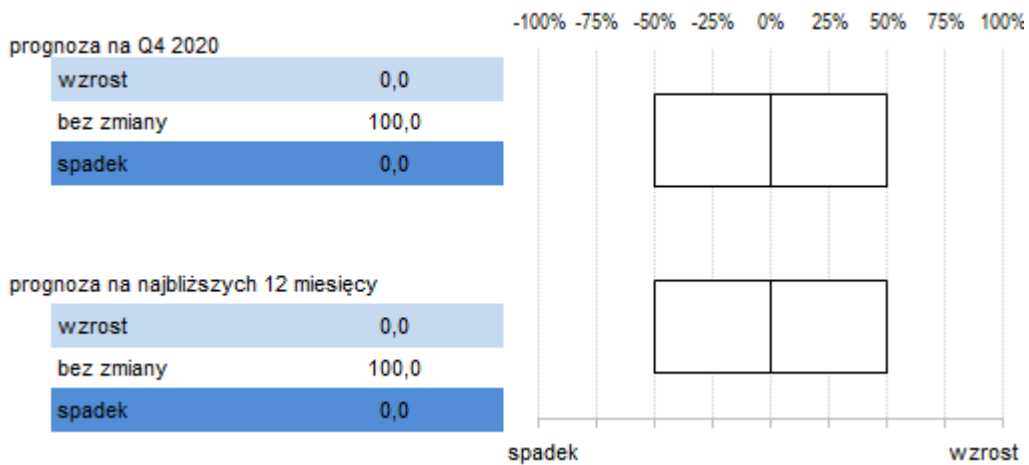 -100% -75% -50% -25% 0% 25% 50% 75% 100%
prognoza na Q4 2020
wzrost 0,0
bez zmiany 100,0
spadek 0,0
prognoza na najbliższych 12 miesięcy
wzrost 0,0
bez zmiany 100,0
spadek 0,0
spadek wzrost